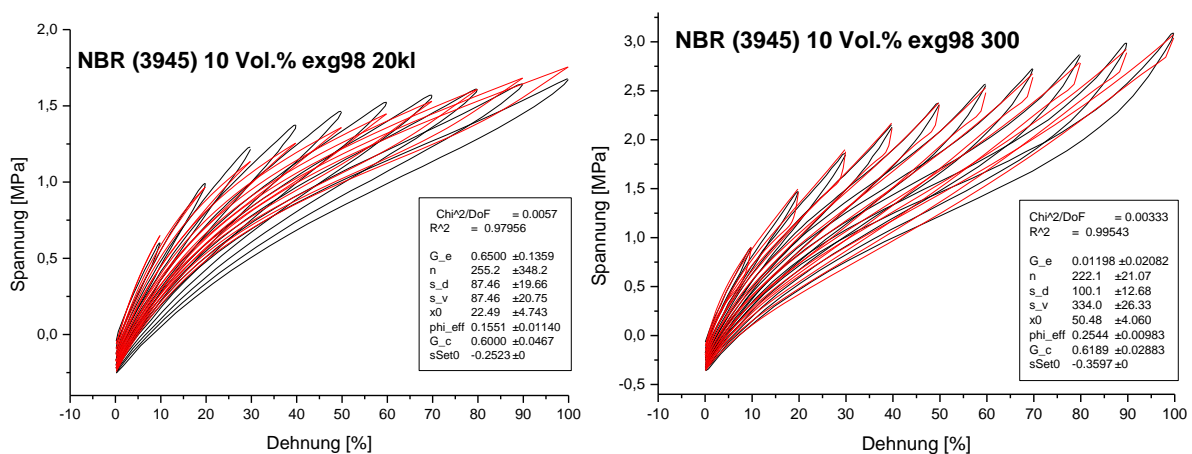 NBR (3945) 10 Vol.% exg98 20kl
2,0
1,5
1,0
0,5
0,0
-10 0 10 20 30 40 50 60 70 80 90 100
Spannung [MPa]
Dehnung [%]
Chi^2/DoF = 0.0057
R^2 = 0.97956
G_e 0.6500 ±0.1359
n 255.2 ±348.2
s_d 87.46 ±19.66
s_v 87.46 ±20.75
x0 22.49 ±4.743
phi_eff 0.1551 ±0.01140
G_c 0.6000 ±0.0467
sSet0 -0.2523 ±0
NBR (3945) 10 Vol.% exg98 300
3,0
2,5
2,0
1,5
1,0
0,5
0,0
-0,5
-10 0 10 20 30 40 50 60 70 80 90 100
Spannung [MPa]
Dehnung [%]
Chi^2/DoF = 0.00333
R^2 = 0.99543
G_e 0.01198 ±0.02082
n 222.1 ±21.07
s_d 100.1 ±12.68
s_v 334.0 ±26.33
x0 50.48 ±4.060
phi_eff 0.2544 ±0.00983
G_c 0.6189 ±0.02883
sSet0 -0.3597 ±0